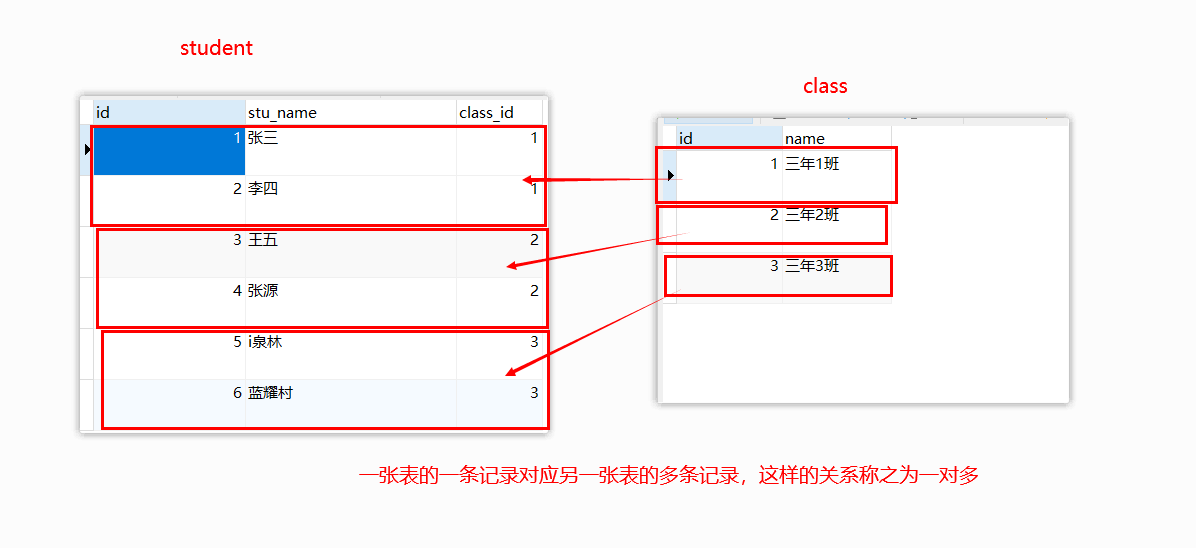 student
class
id stu_name class_id
1 张三 1
2 李四 1
3 王五 2
4 张源 2
5 i泉林 3
6 蓝耀村 3
id name
1 三年1班
2 三年2班
3 三年3班
一张表的一条记录对应另一张表的多条记录，这样的关系称之为一对多